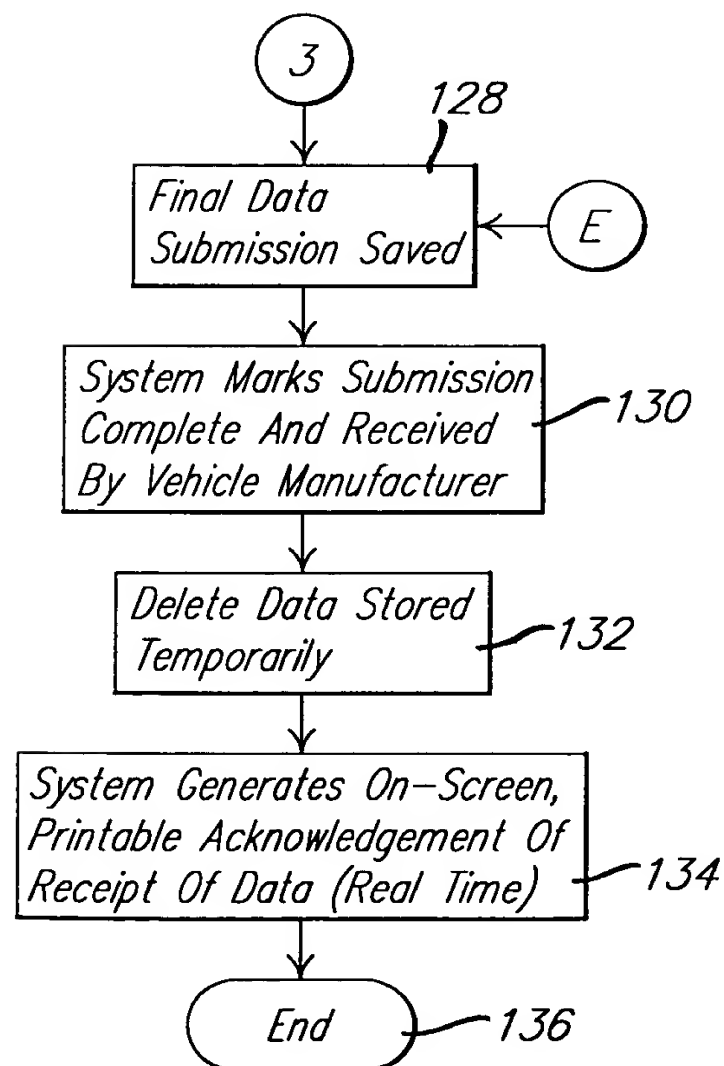 3
128
Final Data
Submission Saved
E
System Marks Submission
Complete And Received
By Vehicle Manufacturer
130
Delete Data Stored
Temporarily
132
System Generates On-Screen,
Printable Acknowledgement Of
Receipt Of Data (Real Time)
134
End
136